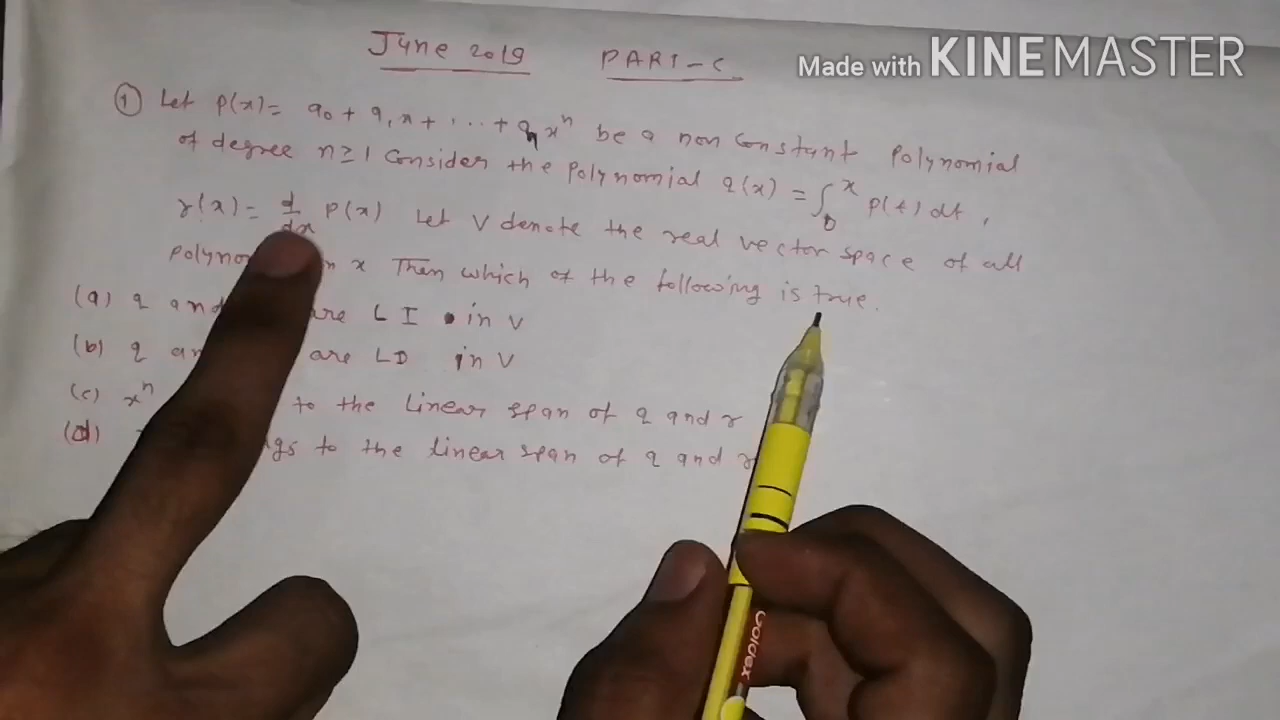 Made with KINEMASTER
June 2019 PART-C
① Let P(x)= a₀ + a₁x + ... + aₙxⁿ be a non constant polynomial
of degree n≥1 Consider the polynomial q(x) = ∫₀ˣ P(t) dt,
r(x) = d/dx P(x) Let V denote the real vector space of all
x Then which of the following is true.
(a) q and are LI in V
(b) q are LD in V
(c) xⁿ to the Linear span of q and r
(d) to the linear span of q and r
Goldex